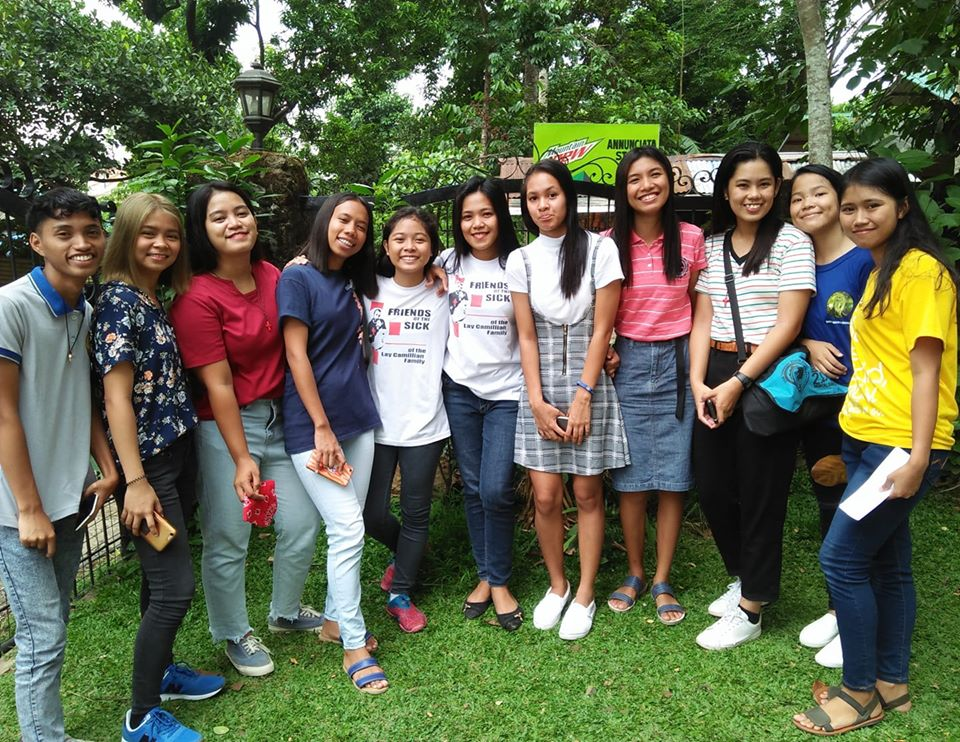 Mountain
DEW
ANNUNCIATA
FRIENDS
OF THE
SICK
of the
Lay Camillian
Family
FRIENDS
OF THE
SICK
of the
Lay Camillian
Family